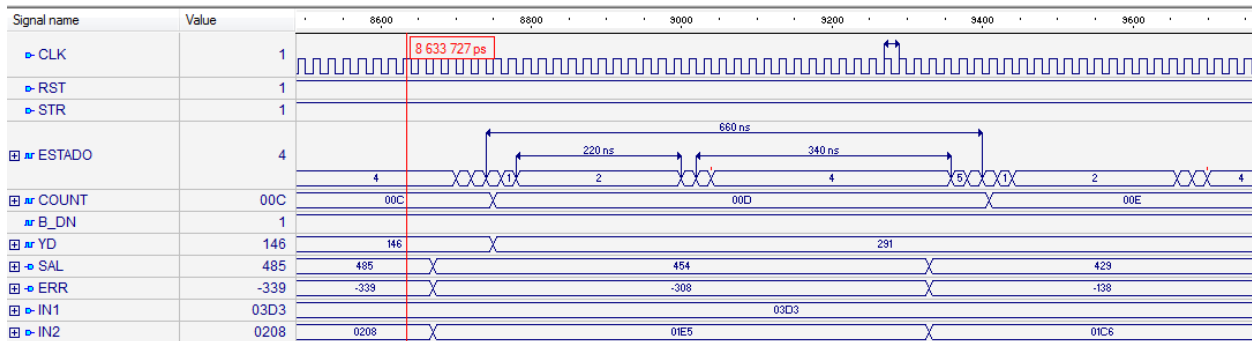 Signal name Value 8600 8800 9000 9200 9400 9600
CLK 1 8 633 727 ps
RST 1
STR 1
660 ns
ESTADO 4 220 ns 340 ns
4 1 2 4 5 1 2 4
COUNT 00C 00C 00D 00E
B_DN 1
YD 146 146 291
SAL 485 485 454 429
ERR -339 -339 -308 -138
IN1 03D3 03D3
IN2 0208 0208 01E5 01C6